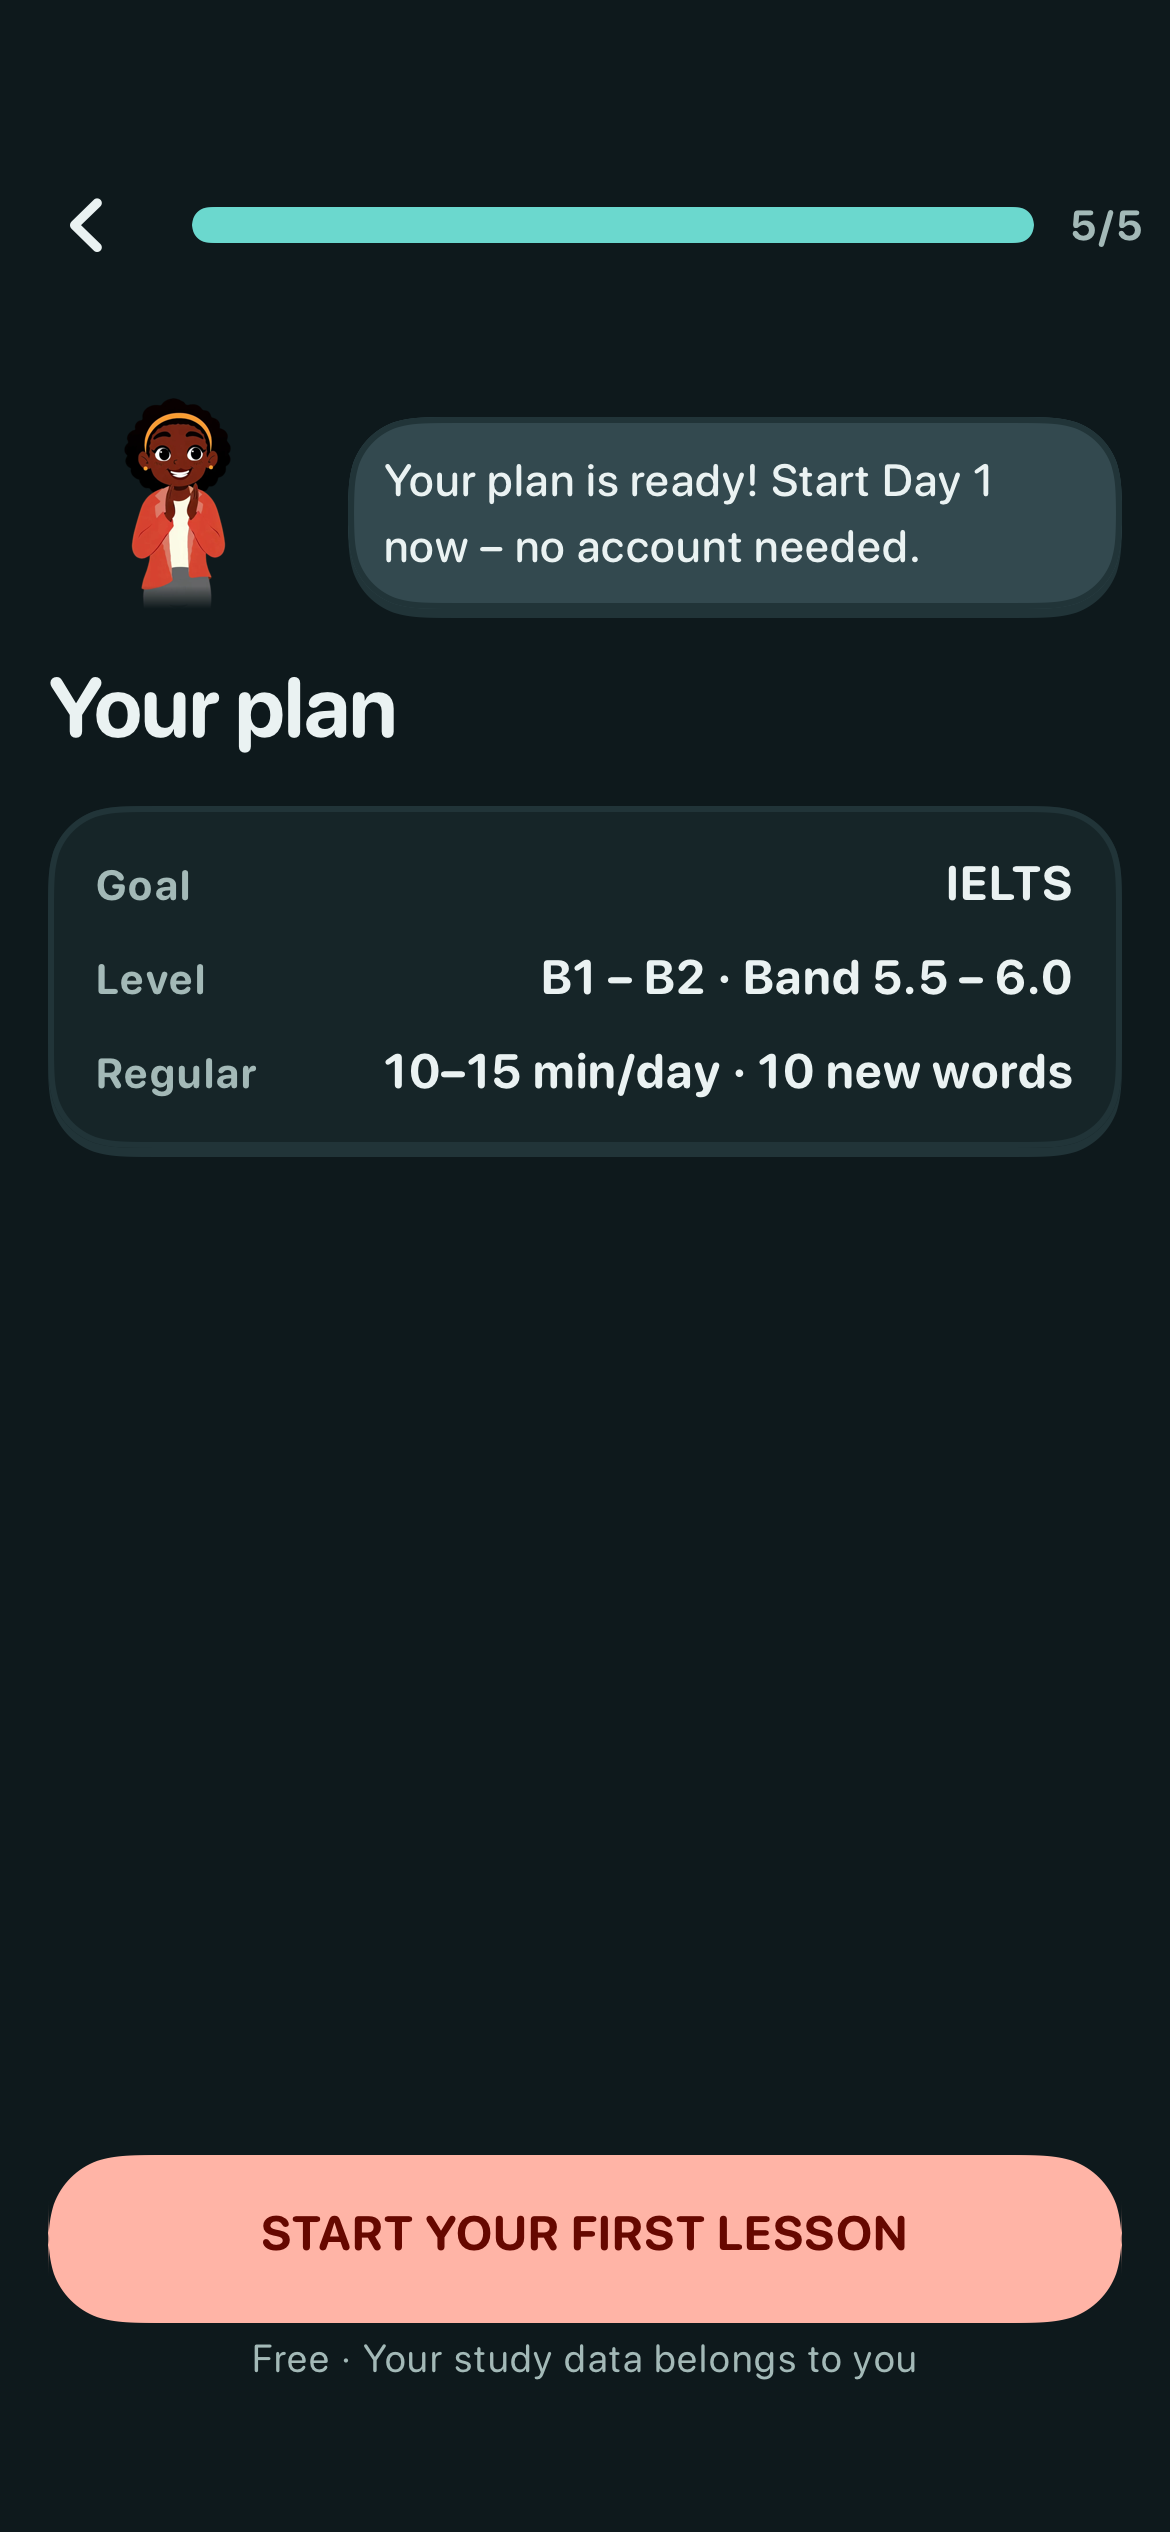 5/5
Your plan is ready! Start Day 1
now – no account needed.
Your plan
Goal IELTS
Level B1 – B2 · Band 5.5 – 6.0
Regular 10–15 min/day · 10 new words
START YOUR FIRST LESSON
Free · Your study data belongs to you